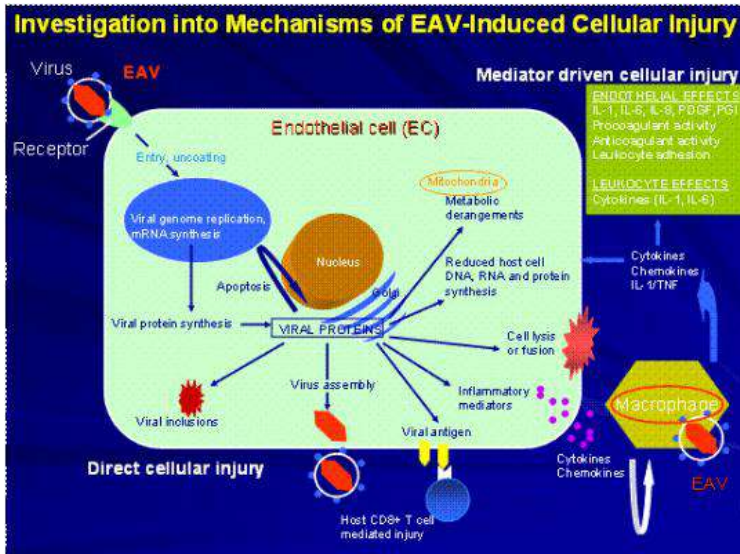 Investigation into Mechanisms of EAV-Induced Cellular Injury
Virus
EAV
Receptor
Mediator driven cellular injury
ENDOTHELIAL EFFECTS
IL-1, IL-6, IL-8, PDGF,PGI
Procoagulant activity
Anticoagulant activity
Leukocyte adhesion
LEUKOCYTE EFFECTS
Cytokines (IL-1, IL-6)
Endothelial cell (EC)
Entry, uncoating
Viral genome replication,
mRNA synthesis
Mitochondria
Metabolic
derangements
Nucleus
Apoptosis
Golgi
Reduced host cell
DNA, RNA and protein
synthesis
Cytokines
Chemokines
IL-1/TNF
Viral protein synthesis
VIRAL PROTEINS
Cell lysis
or fusion
Virus assembly
Inflammatory
mediators
Macrophage
Viral inclusions
Viral antigen
Direct cellular injury
Cytokines
Chemokines
EAV
Host CD8+ T cell
mediated injury